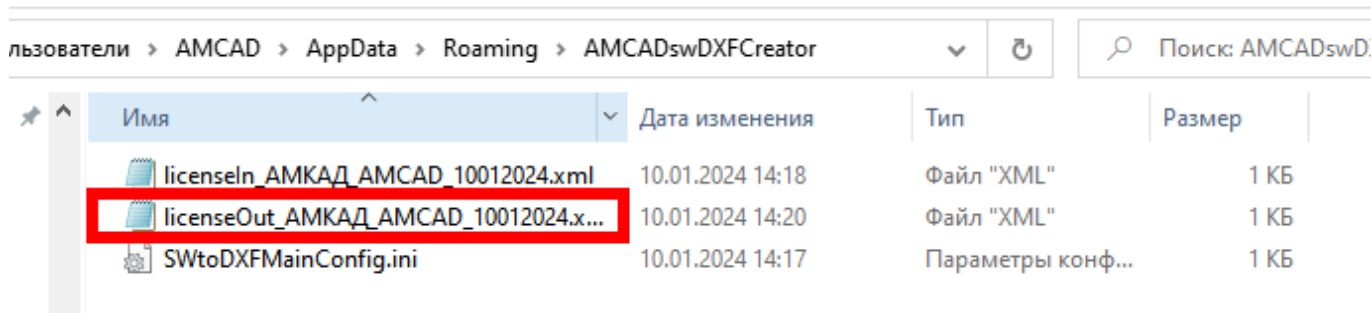 льзователи > AMCAD > AppData > Roaming > AMCADswDXFCreator Поиск: AMCADswD
Имя Дата изменения Тип Размер
licenseIn_АМКАД_AMCAD_10012024.xml 10.01.2024 14:18 Файл "XML" 1 КБ
licenseOut_АМКАД_AMCAD_10012024.x... 10.01.2024 14:20 Файл "XML" 1 КБ
SWtoDXFMainConfig.ini 10.01.2024 14:17 Параметры конф... 1 КБ